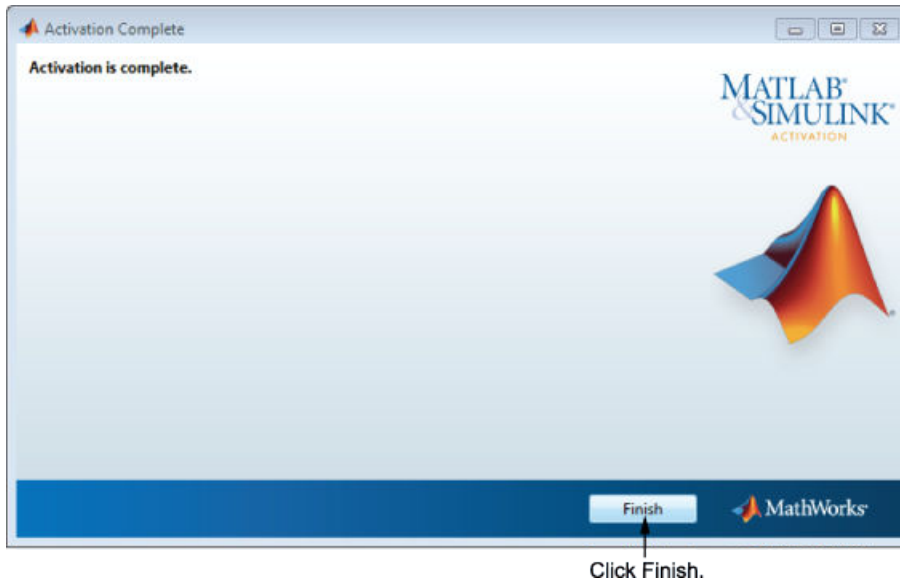 Activation Complete
Activation is complete.
MATLAB®
&SIMULINK®
ACTIVATION
®
Finish
MathWorks®
Click Finish.